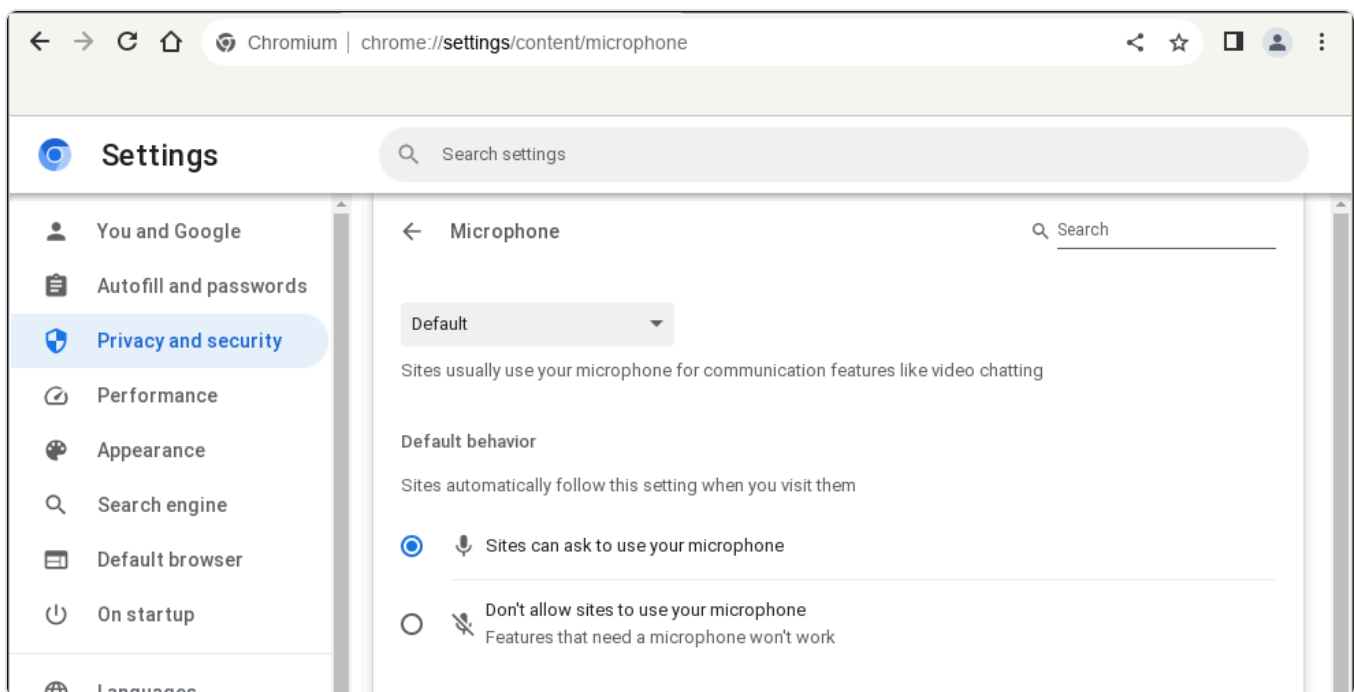 Chromium | chrome://settings/content/microphone
Settings
Search settings
You and Google
Autofill and passwords
Privacy and security
Performance
Appearance
Search engine
Default browser
On startup
Languages
Microphone
Search
Default
Sites usually use your microphone for communication features like video chatting
Default behavior
Sites automatically follow this setting when you visit them
Sites can ask to use your microphone
Don't allow sites to use your microphone
Features that need a microphone won't work